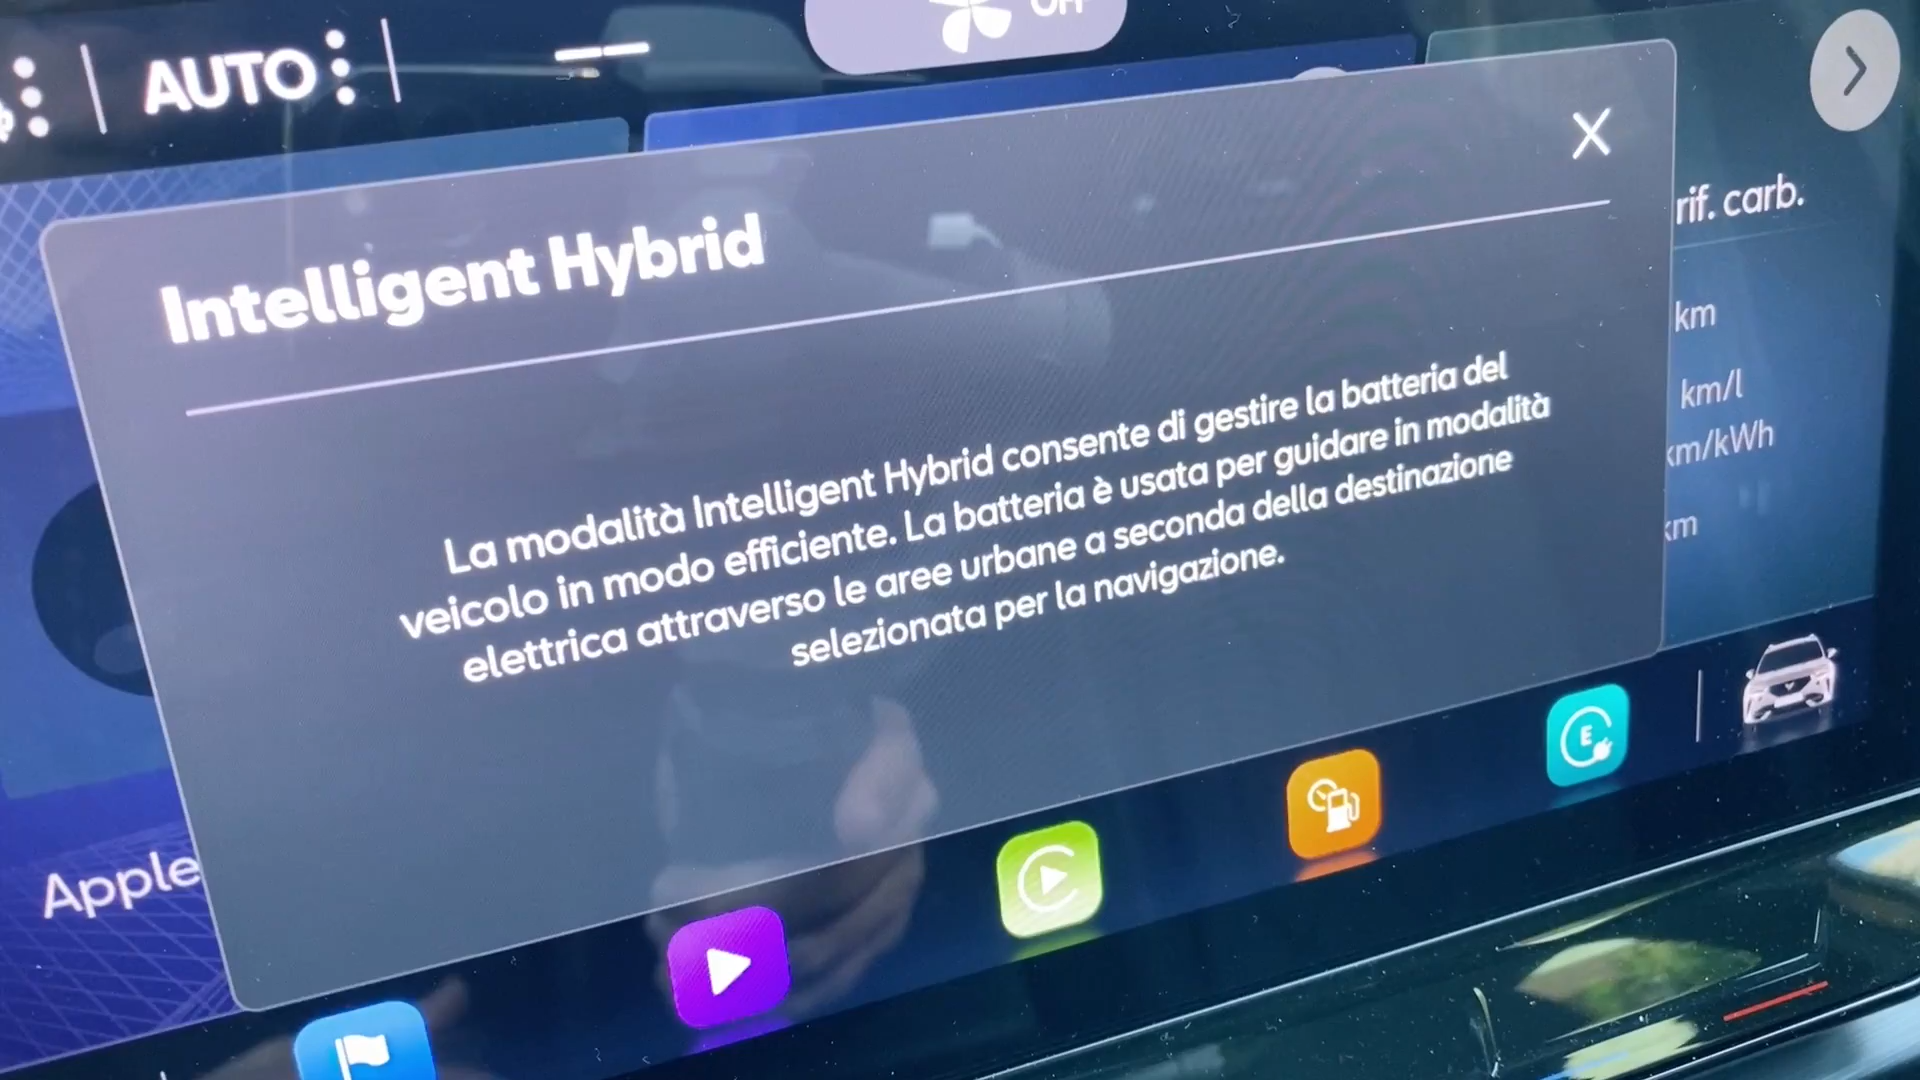 AUTO
OFF
Intelligent Hybrid
La modalità Intelligent Hybrid consente di gestire la batteria del
veicolo in modo efficiente. La batteria è usata per guidare in modalità
elettrica attraverso le aree urbane a seconda della destinazione
selezionata per la navigazione.
rif. carb.
km
km/l
km/kWh
km
Apple
E